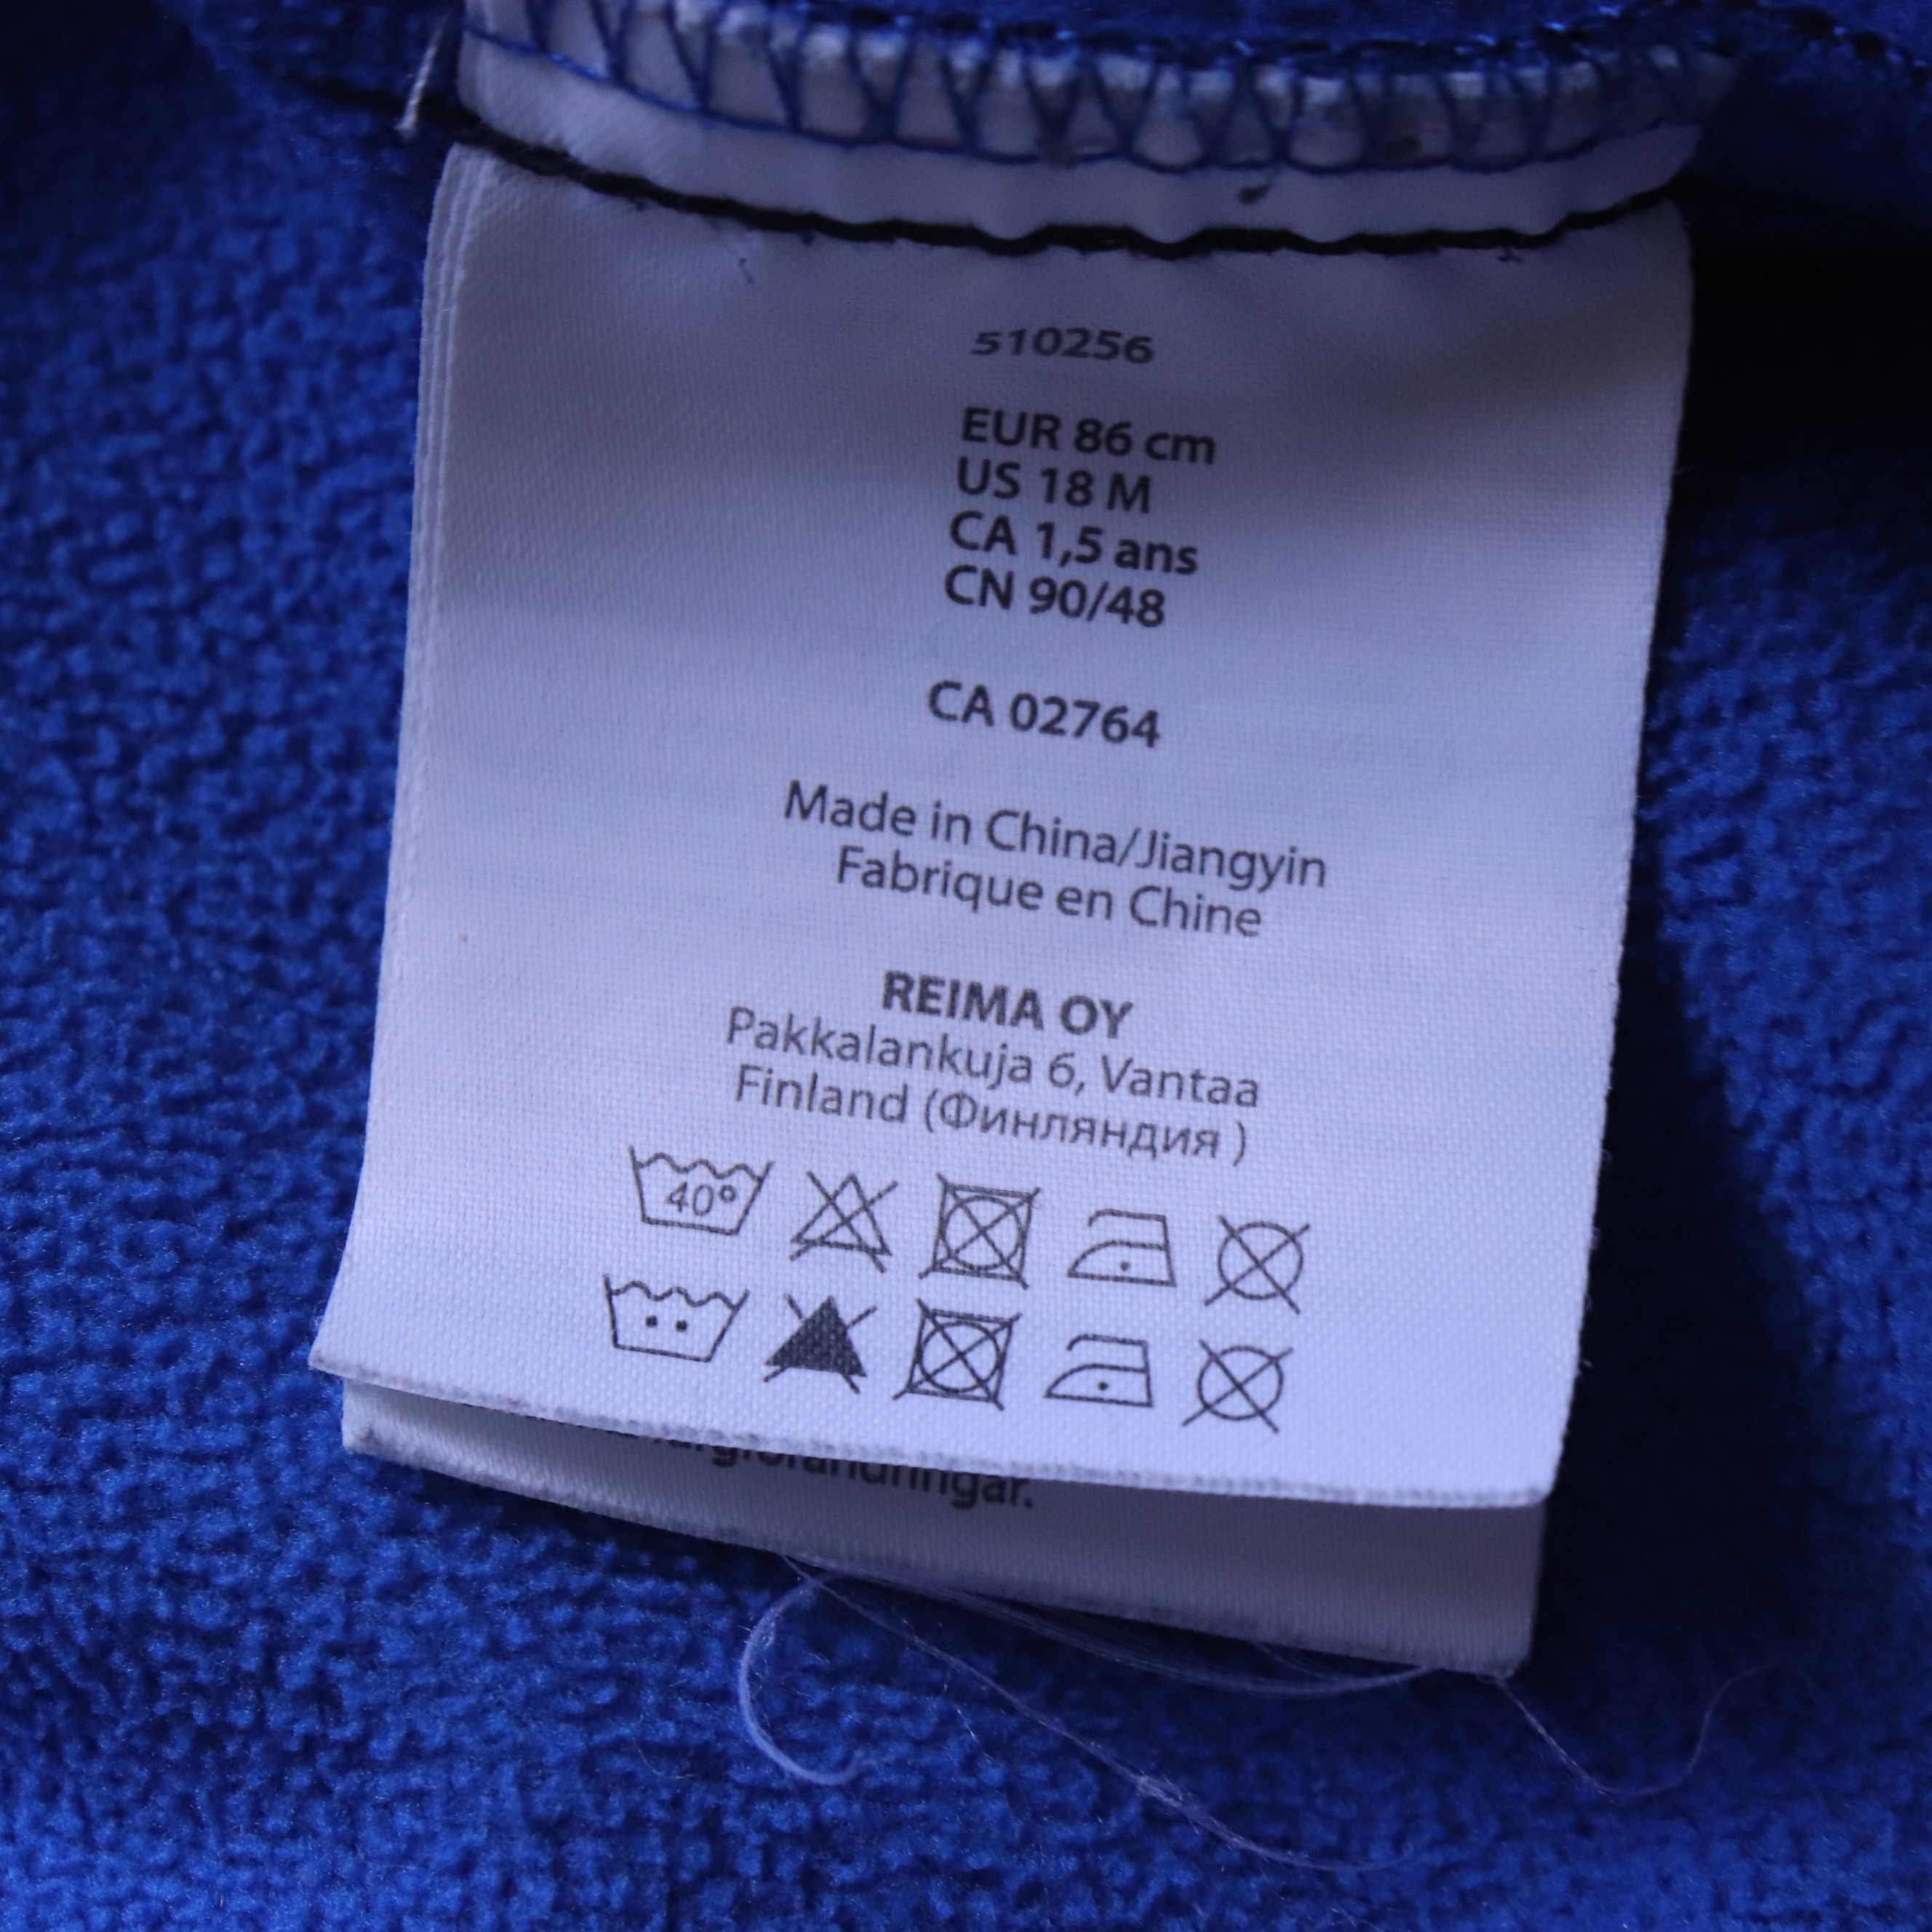 510256
EUR 86 cm
US 18 M
CA 1,5 ans
CN 90/48
CA 02764
Made in China/Jiangyin
Fabrique en Chine
REIMA OY
Pakkalankuja 6, Vantaa
Finland (Финляндия )
40°